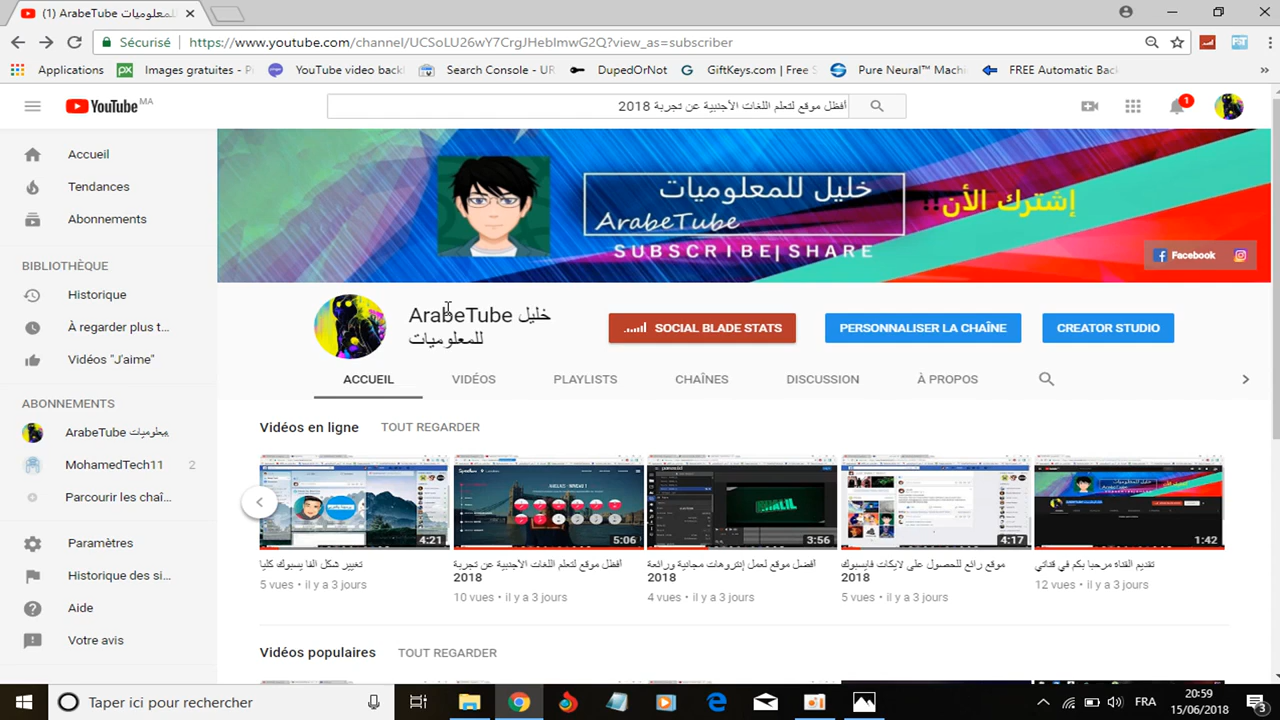 (1) ArabeTube للمعلوميات
Sécurisé
https://www.youtube.com/channel/UCSoLU26wY7CrgJHebImwG2Q?view_as=subscriber
Applications
Images gratuites - P
YouTube video back
Search Console - UR
DupedOrNot
GiftKeys.com | Free S
Pure Neural™ Machi
FREE Automatic Back
»
YouTube MA
أفظل موقع لتعلم اللغات الأجنبية عن تجربة 2018
1
Accueil
Tendances
Abonnements
BIBLIOTHÈQUE
Historique
À regarder plus t...
Vidéos "J'aime"
ABONNEMENTS
ArabeTube
MohamedTech11 2
Parcourir les chaî...
Paramètres
Historique des si...
Aide
Votre avis
خليل للمعلوميات
ArabeTube
SUBSCRIBE|SHARE
إشترك الأن!!
Facebook
ArabeTube خليل
للمعلوميات
SOCIAL BLADE STATS
PERSONNALISER LA CHAÎNE
CREATOR STUDIO
ACCUEIL
VIDÉOS
PLAYLISTS
CHAÎNES
DISCUSSION
À PROPOS
Vidéos en ligne TOUT REGARDER
4:21
5:06
3:56
4:17
1:42
تغيير شكل الفا يسبوك كليا
5 vues • il y a 3 jours
أفظل موقع لتعلم اللغات الأجنبية عن تجربة
2018
10 vues • il y a 3 jours
أفضل موقع لعمل إنتروهات مجانية ورائعة
2018
4 vues • il y a 3 jours
موقع رائع للحصول على لايكات فايسبوك
2018
5 vues • il y a 3 jours
تقديم القناه مرحبا بكم في قناتي
12 vues • il y a 3 jours
Vidéos populaires TOUT REGARDER
Taper ici pour rechercher
FRA
20:59
15/06/2018
3